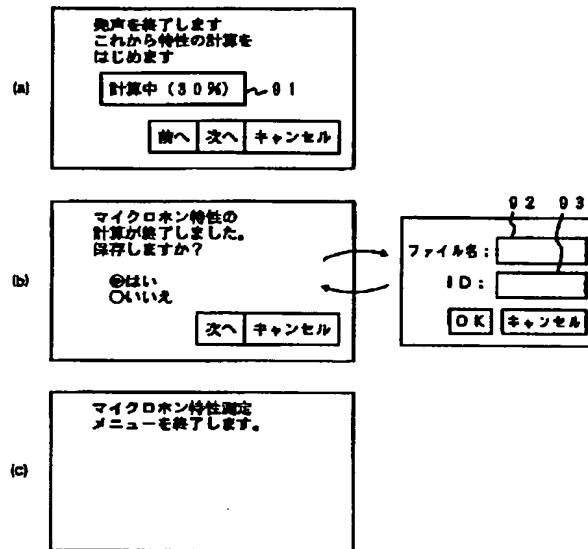 (a)
発声を終了します
これから特性の計算を
はじめます
計算中(30%)
91
前へ 次へ キャンセル
(b)
マイクロホン特性の
計算が終了しました。
保存しますか?
はい
いいえ
次へ キャンセル
92 93
ファイル名:
ID:
OK キャンセル
(c)
マイクロホン特性測定
メニューを終了します。